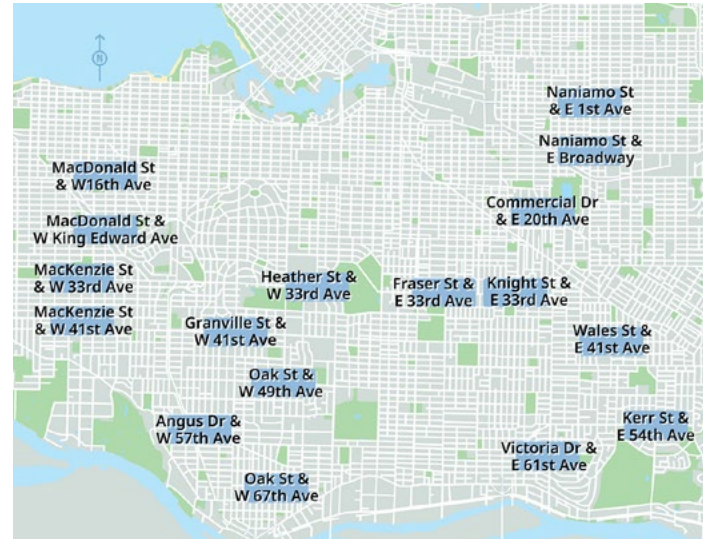 N
Naniamo St
& E 1st Ave
Naniamo St &
E Broadway
MacDonald St
& W16th Ave
Commercial Dr
& E 20th Ave
MacDonald St &
W King Edward Ave
MacKenzie St
& W 33rd Ave
Heather St &
W 33rd Ave
Fraser St &
E 33rd Ave
Knight St &
E 33rd Ave
MacKenzie St
& W 41st Ave
Granville St &
W 41st Ave
Wales St &
E 41st Ave
Oak St &
W 49th Ave
Angus Dr &
W 57th Ave
Kerr St &
E 54th Ave
Victoria Dr &
E 61st Ave
Oak St &
W 67th Ave